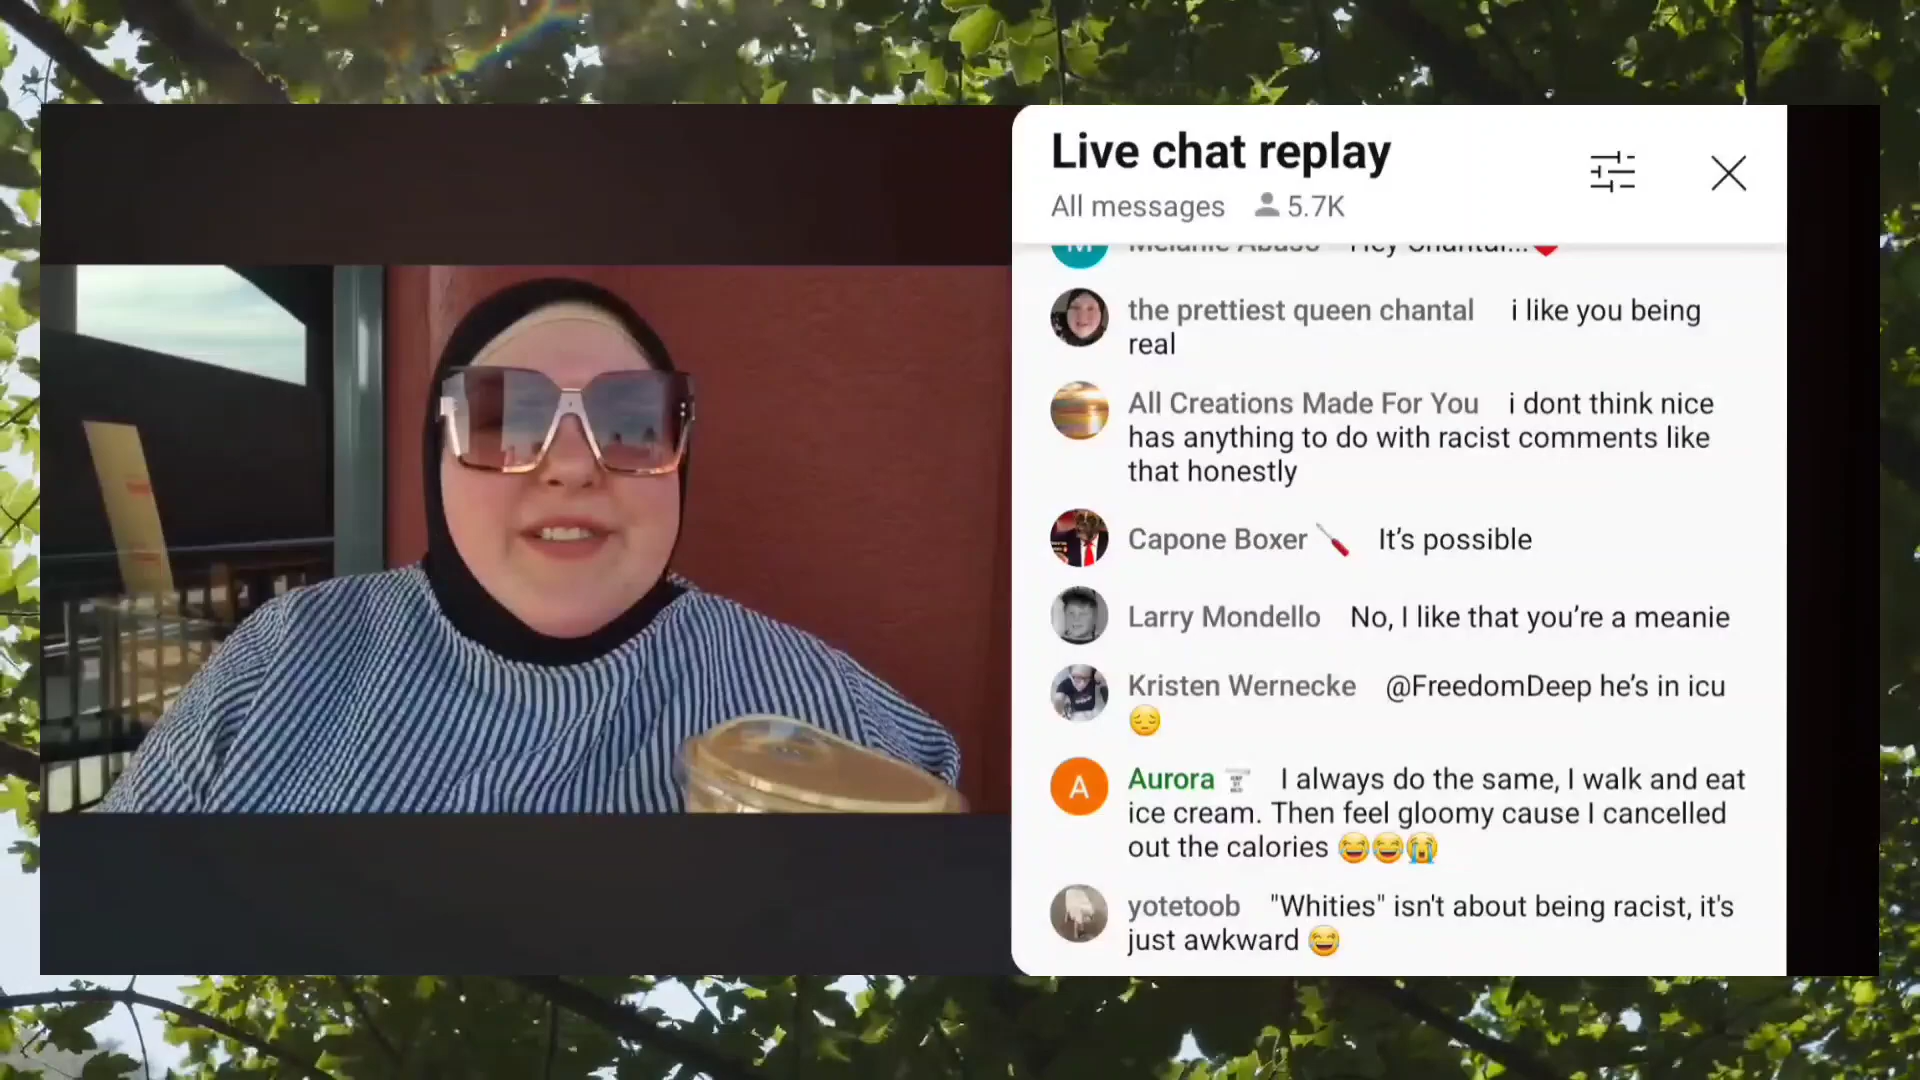 Live chat replay
All messages 5.7K
Melanie Abuso Hey Chantal...❤️
the prettiest queen chantal i like you being
real
All Creations Made For You i dont think nice
has anything to do with racist comments like
that honestly
Capone Boxer 🪛 It’s possible
Larry Mondello No, I like that you’re a meanie
Kristen Wernecke @FreedomDeep he’s in icu
😔
A Aurora I always do the same, I walk and eat
ice cream. Then feel gloomy cause I cancelled
out the calories 😂😂😭
yotetoob "Whities" isn't about being racist, it's
just awkward 😂